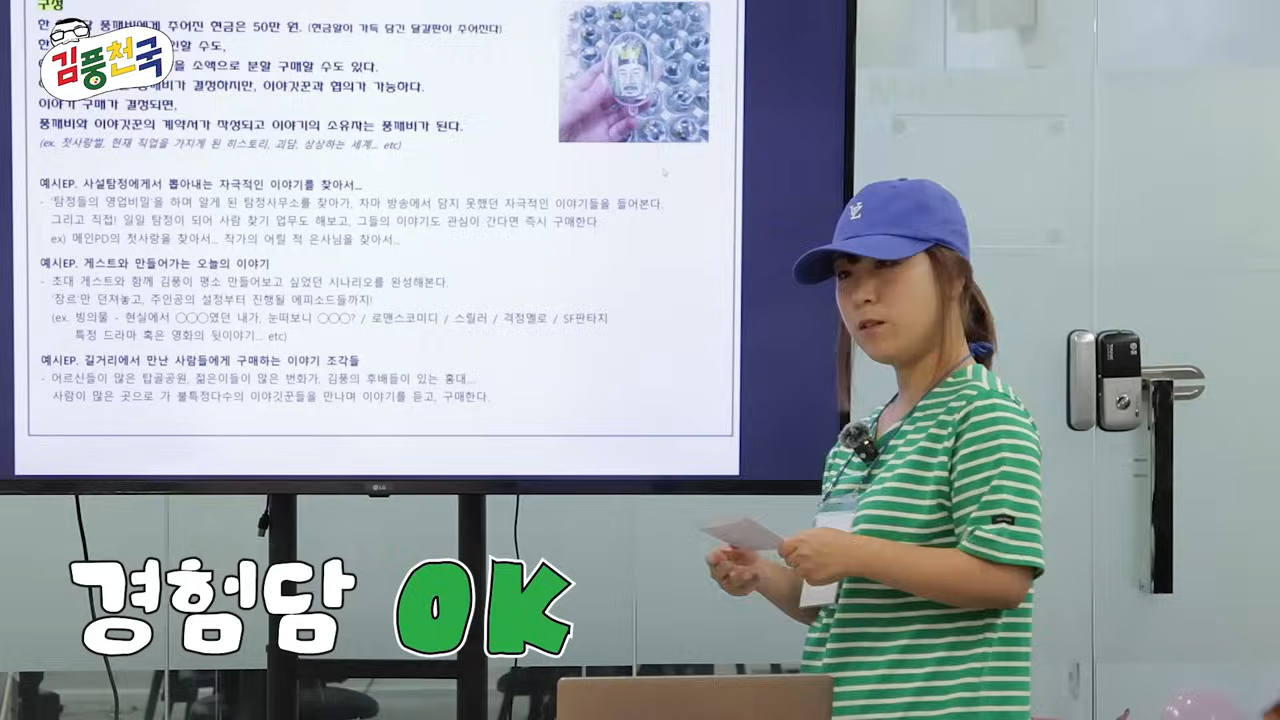 구성
김풍천국
한 풍깨비에게 주어진 현금은 50만 원. (현금알이 가득 담긴 달걀판이 주어진다)
인할 수도,
을 소액으로 분할 구매할 수도 있다.
풍깨비가 결정하지만, 이야깃꾼과 협의가 가능하다.
이야기 구매가 결정되면,
풍깨비와 이야깃꾼의 계약서가 작성되고 이야기의 소유자는 풍깨비가 된다.
(ex. 첫사랑썰, 현재 직업을 가지게 된 히스토리, 괴담, 상상하는 세계... etc)
예시EP. 사설탐정에게서 뽑아내는 자극적인 이야기를 찾아서...
- '탐정들의 영업비밀'을 하며 알게 된 탐정사무소를 찾아가, 차마 방송에서 담지 못했던 자극적인 이야기들을 들어본다.
그리고 직접! 일일 탐정이 되어 사람 찾기 업무도 해보고, 그들의 이야기도 관심이 간다면 즉시 구매한다
ex) 메인PD의 첫사랑을 찾아서... 작가의 어릴 적 은사님을 찾아서...
예시EP. 게스트와 만들어가는 오늘의 이야기
- 초대 게스트와 함께 김풍이 평소 만들어보고 싶었던 시나리오를 완성해본다.
'장르'만 던져놓고, 주인공의 설정부터 진행될 에피소드들까지!
(ex. 빙의물 - 현실에서 ○○○였던 내가, 눈떠보니 ○○○? / 로맨스코미디 / 스릴러 / 격정멜로 / SF판타지
특정 드라마 혹은 영화의 뒷이야기... etc)
예시EP. 길거리에서 만난 사람들에게 구매하는 이야기 조각들
- 어르신들이 많은 탑골공원, 젊은이들이 많은 번화가, 김풍의 후배들이 있는 홍대...
사람이 많은 곳으로 가 불특정다수의 이야깃꾼들을 만나며 이야기를 듣고, 구매한다.
LG
경험담 OK